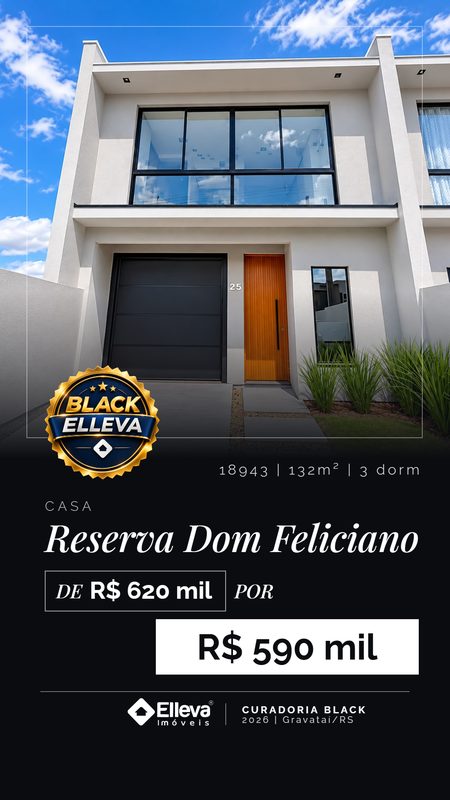 25
BLACK
ELLEVA
18943 | 132m² | 3 dorm
CASA
Reserva Dom Feliciano
DE R$ 620 mil POR
R$ 590 mil
Elleva®
Imóveis
CURADORIA BLACK
2026 | Gravataí/RS